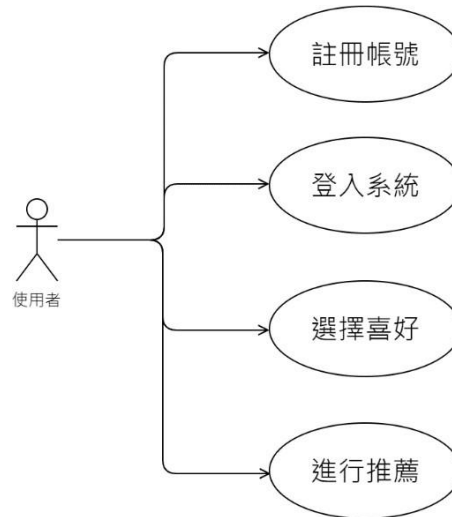 註冊帳號
登入系統
使用者
選擇喜好
進行推薦